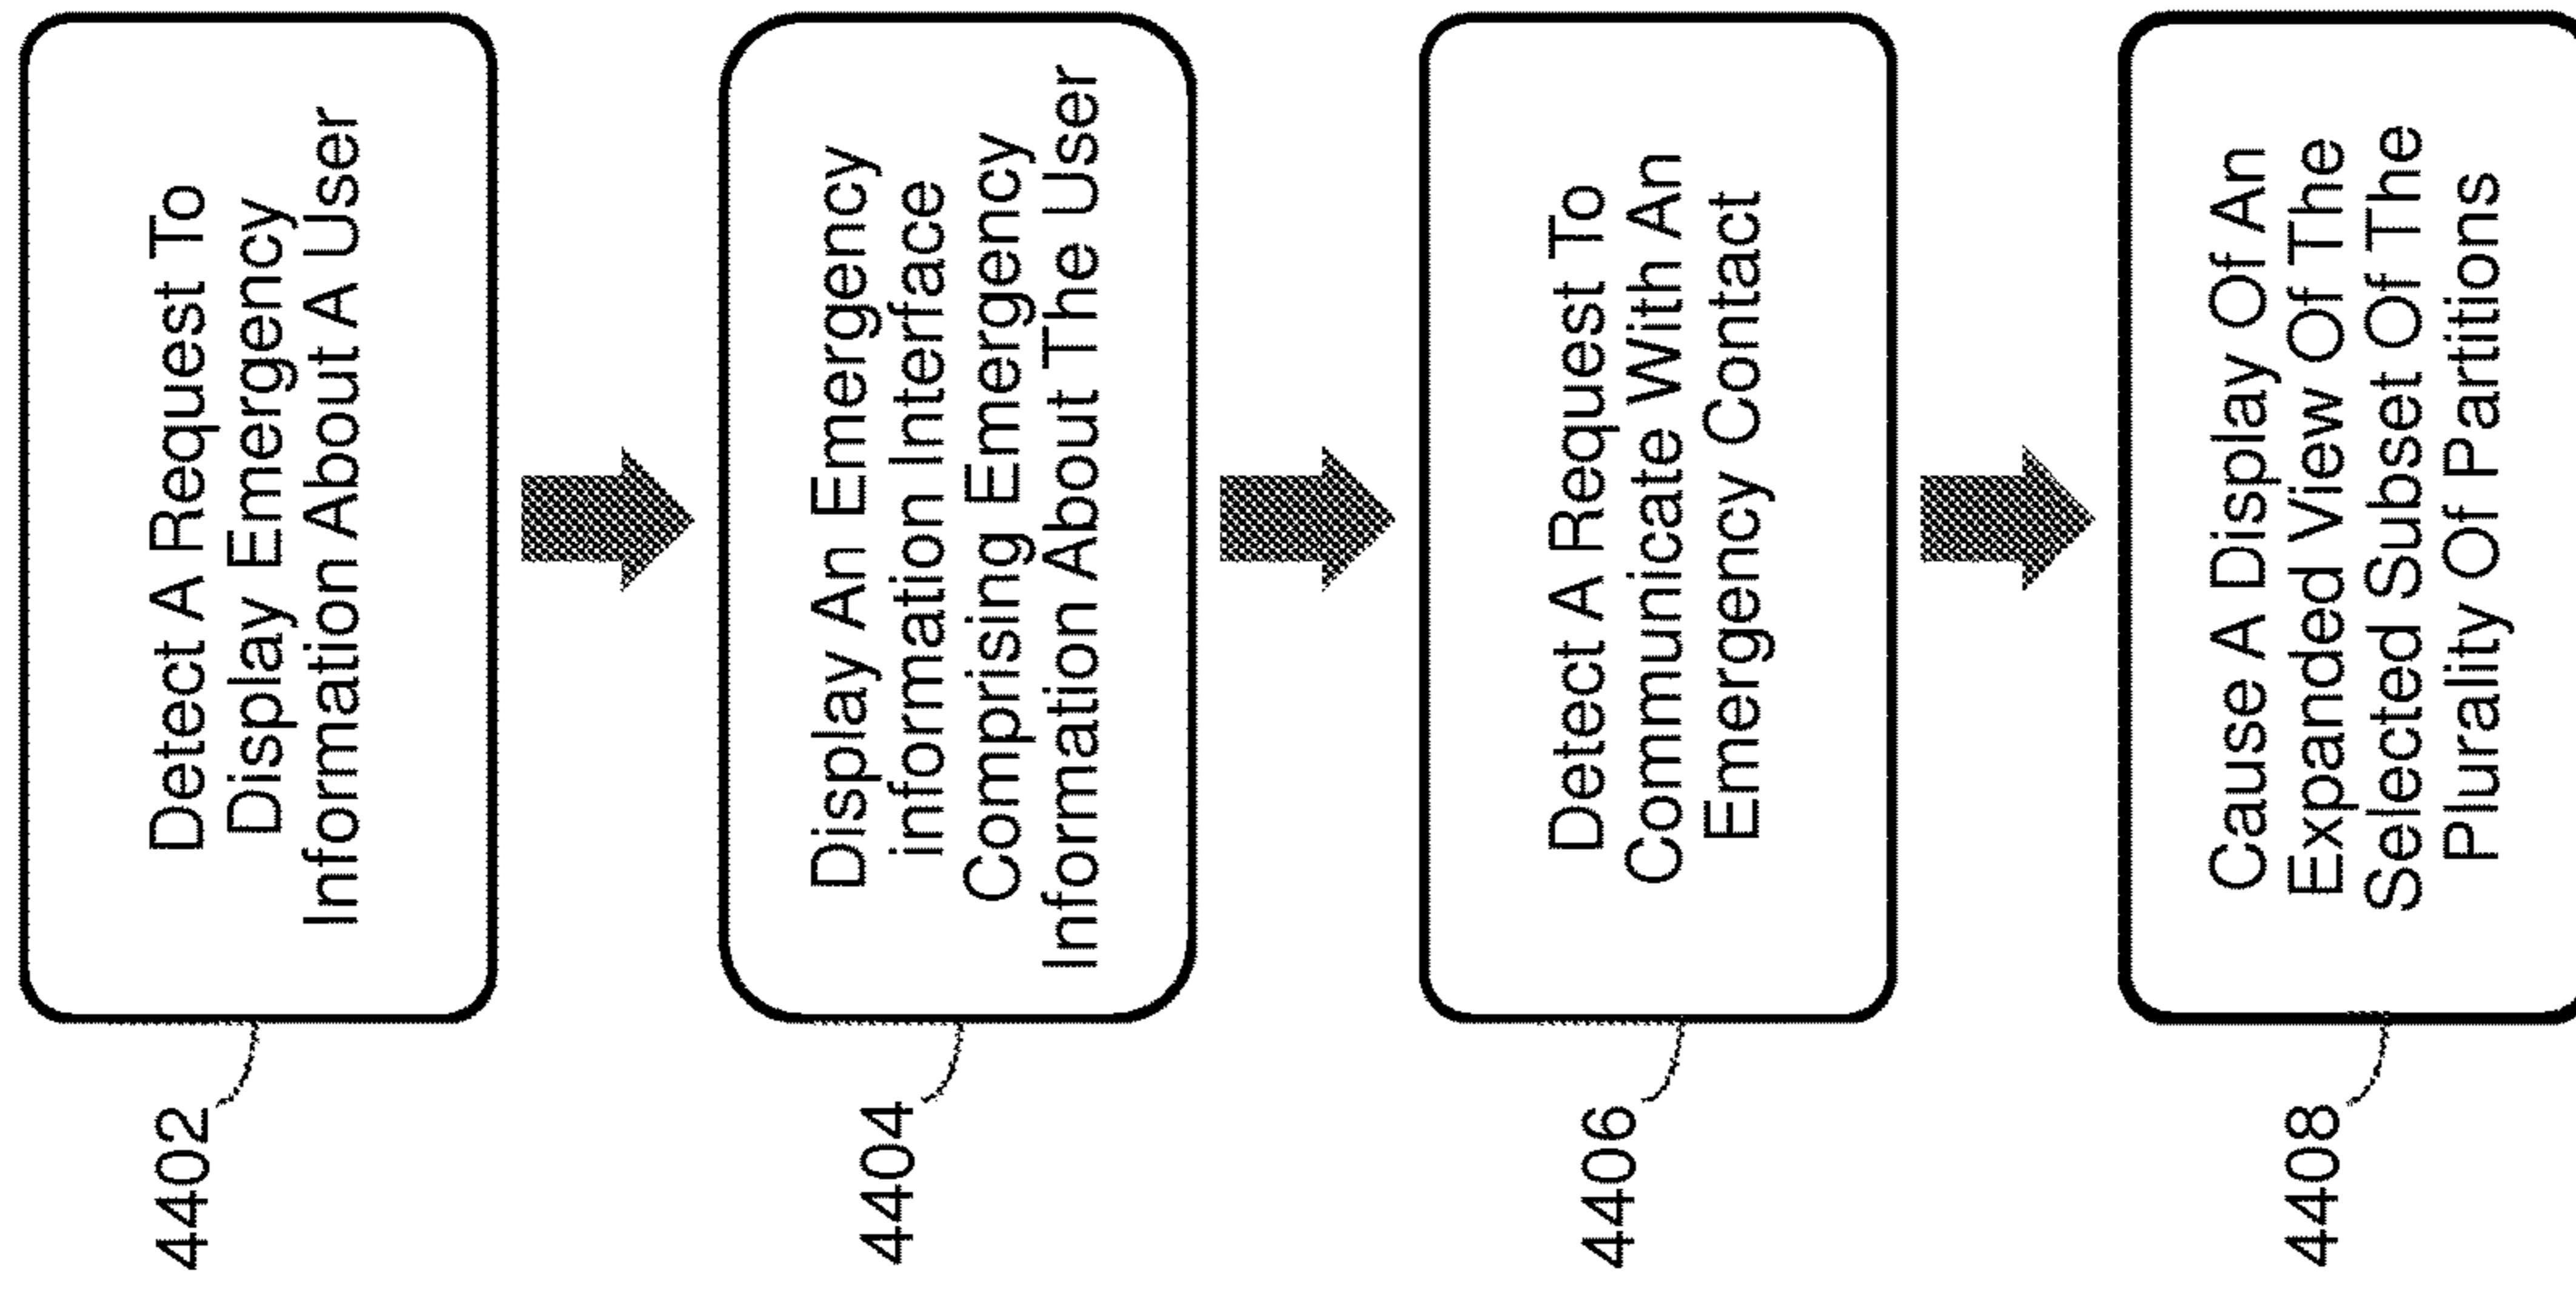 4402
Detect A Request To
Display Emergency
Information About A User
4404
Display An Emergency
information Interface
Comprising Emergency
Information About The User
4406
Detect A Request To
Communicate With An
Emergency Contact
4408
Cause A Display Of An
Expanded View Of The
Selected Subset Of The
Plurality Of Partitions